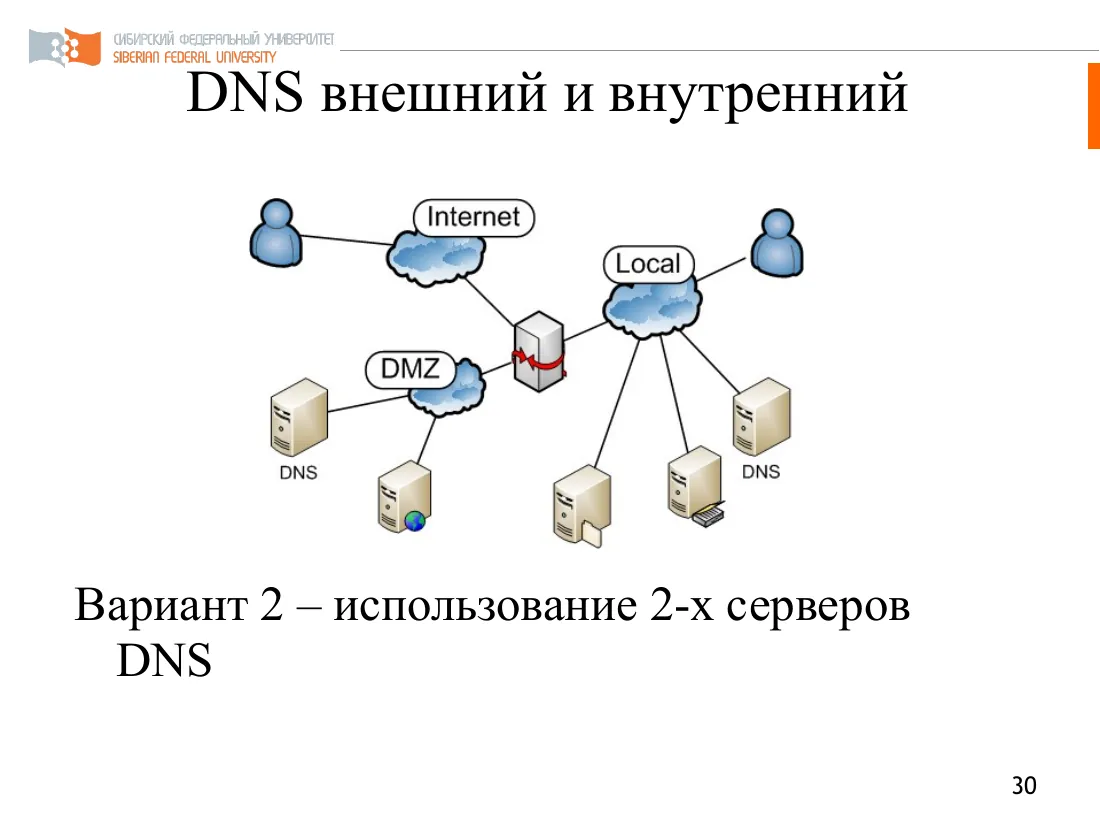 СИБИРСКИЙ ФЕДЕРАЛЬНЫЙ УНИВЕРСИТЕТ
SIBERIAN FEDERAL UNIVERSITY
DNS внешний и внутренний
Internet
Local
DMZ
DNS
DNS
Вариант 2 – использование 2-х серверов
DNS
30